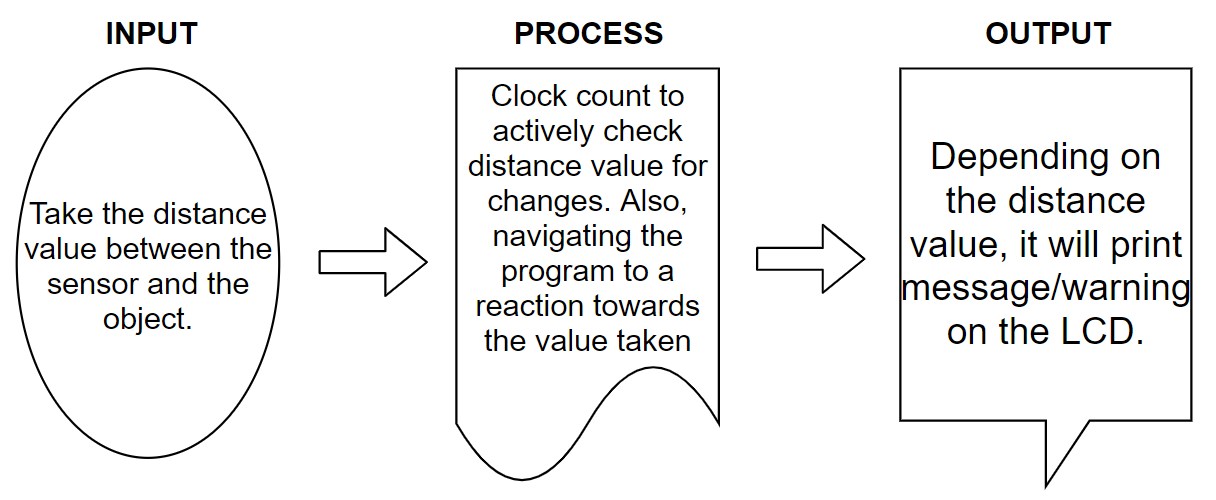 INPUT
Take the distance
value between the
sensor and the
object.
PROCESS
Clock count to
actively check
distance value for
changes. Also,
navigating the
program to a
reaction towards
the value taken
OUTPUT
Depending on
the distance
value, it will print
message/warning
on the LCD.